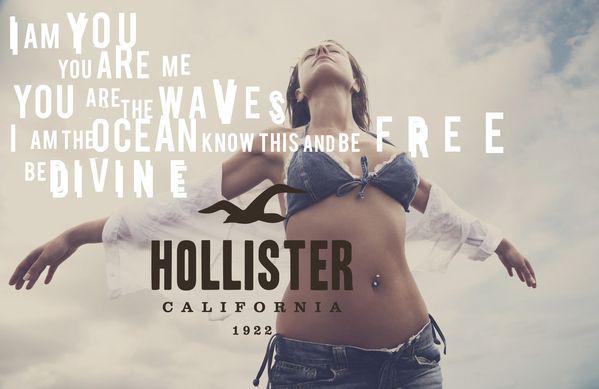 I AM YOU
YOU ARE ME
YOU ARE THE WAVES
I AM THE OCEAN KNOW THIS AND BE FREE
BE DIVINE
HOLLISTER
CALIFORNIA
1922